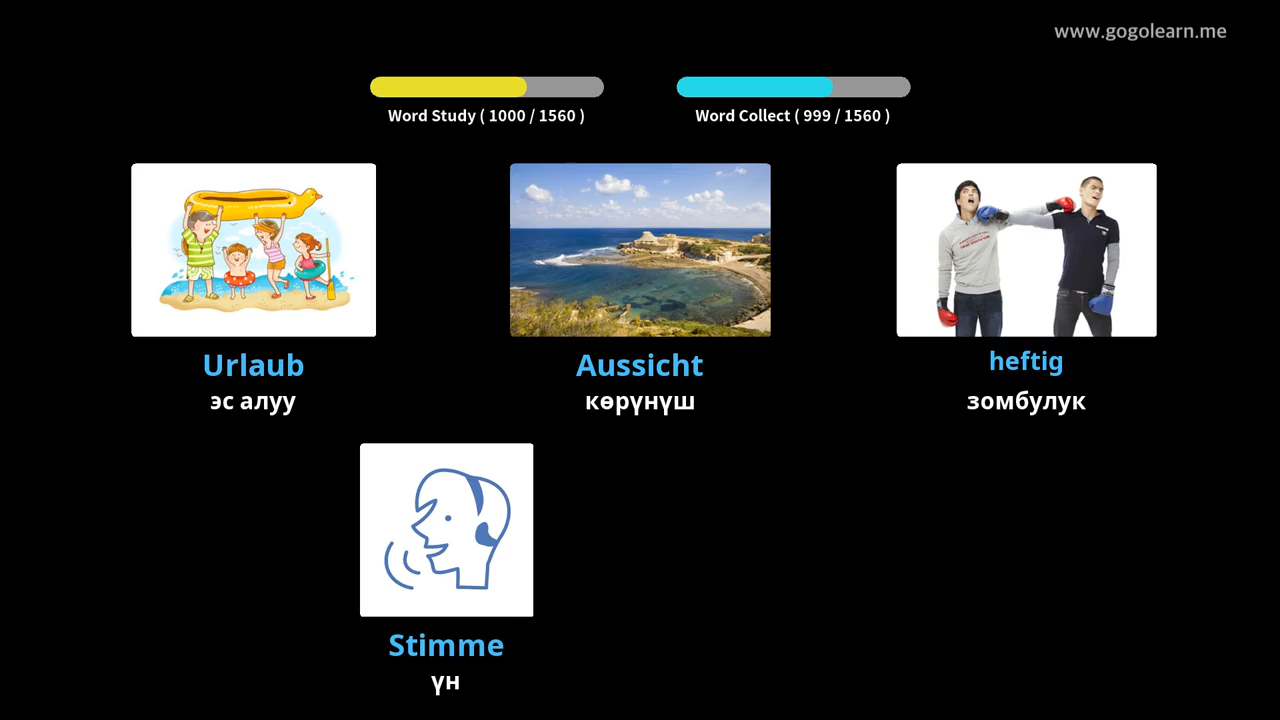 www.gogolearn.me
Word Study ( 1000 / 1560 )
Word Collect ( 999 / 1560 )
Urlaub
эс алуу
Aussicht
көрүнүш
heftig
зомбулук
Stimme
үн